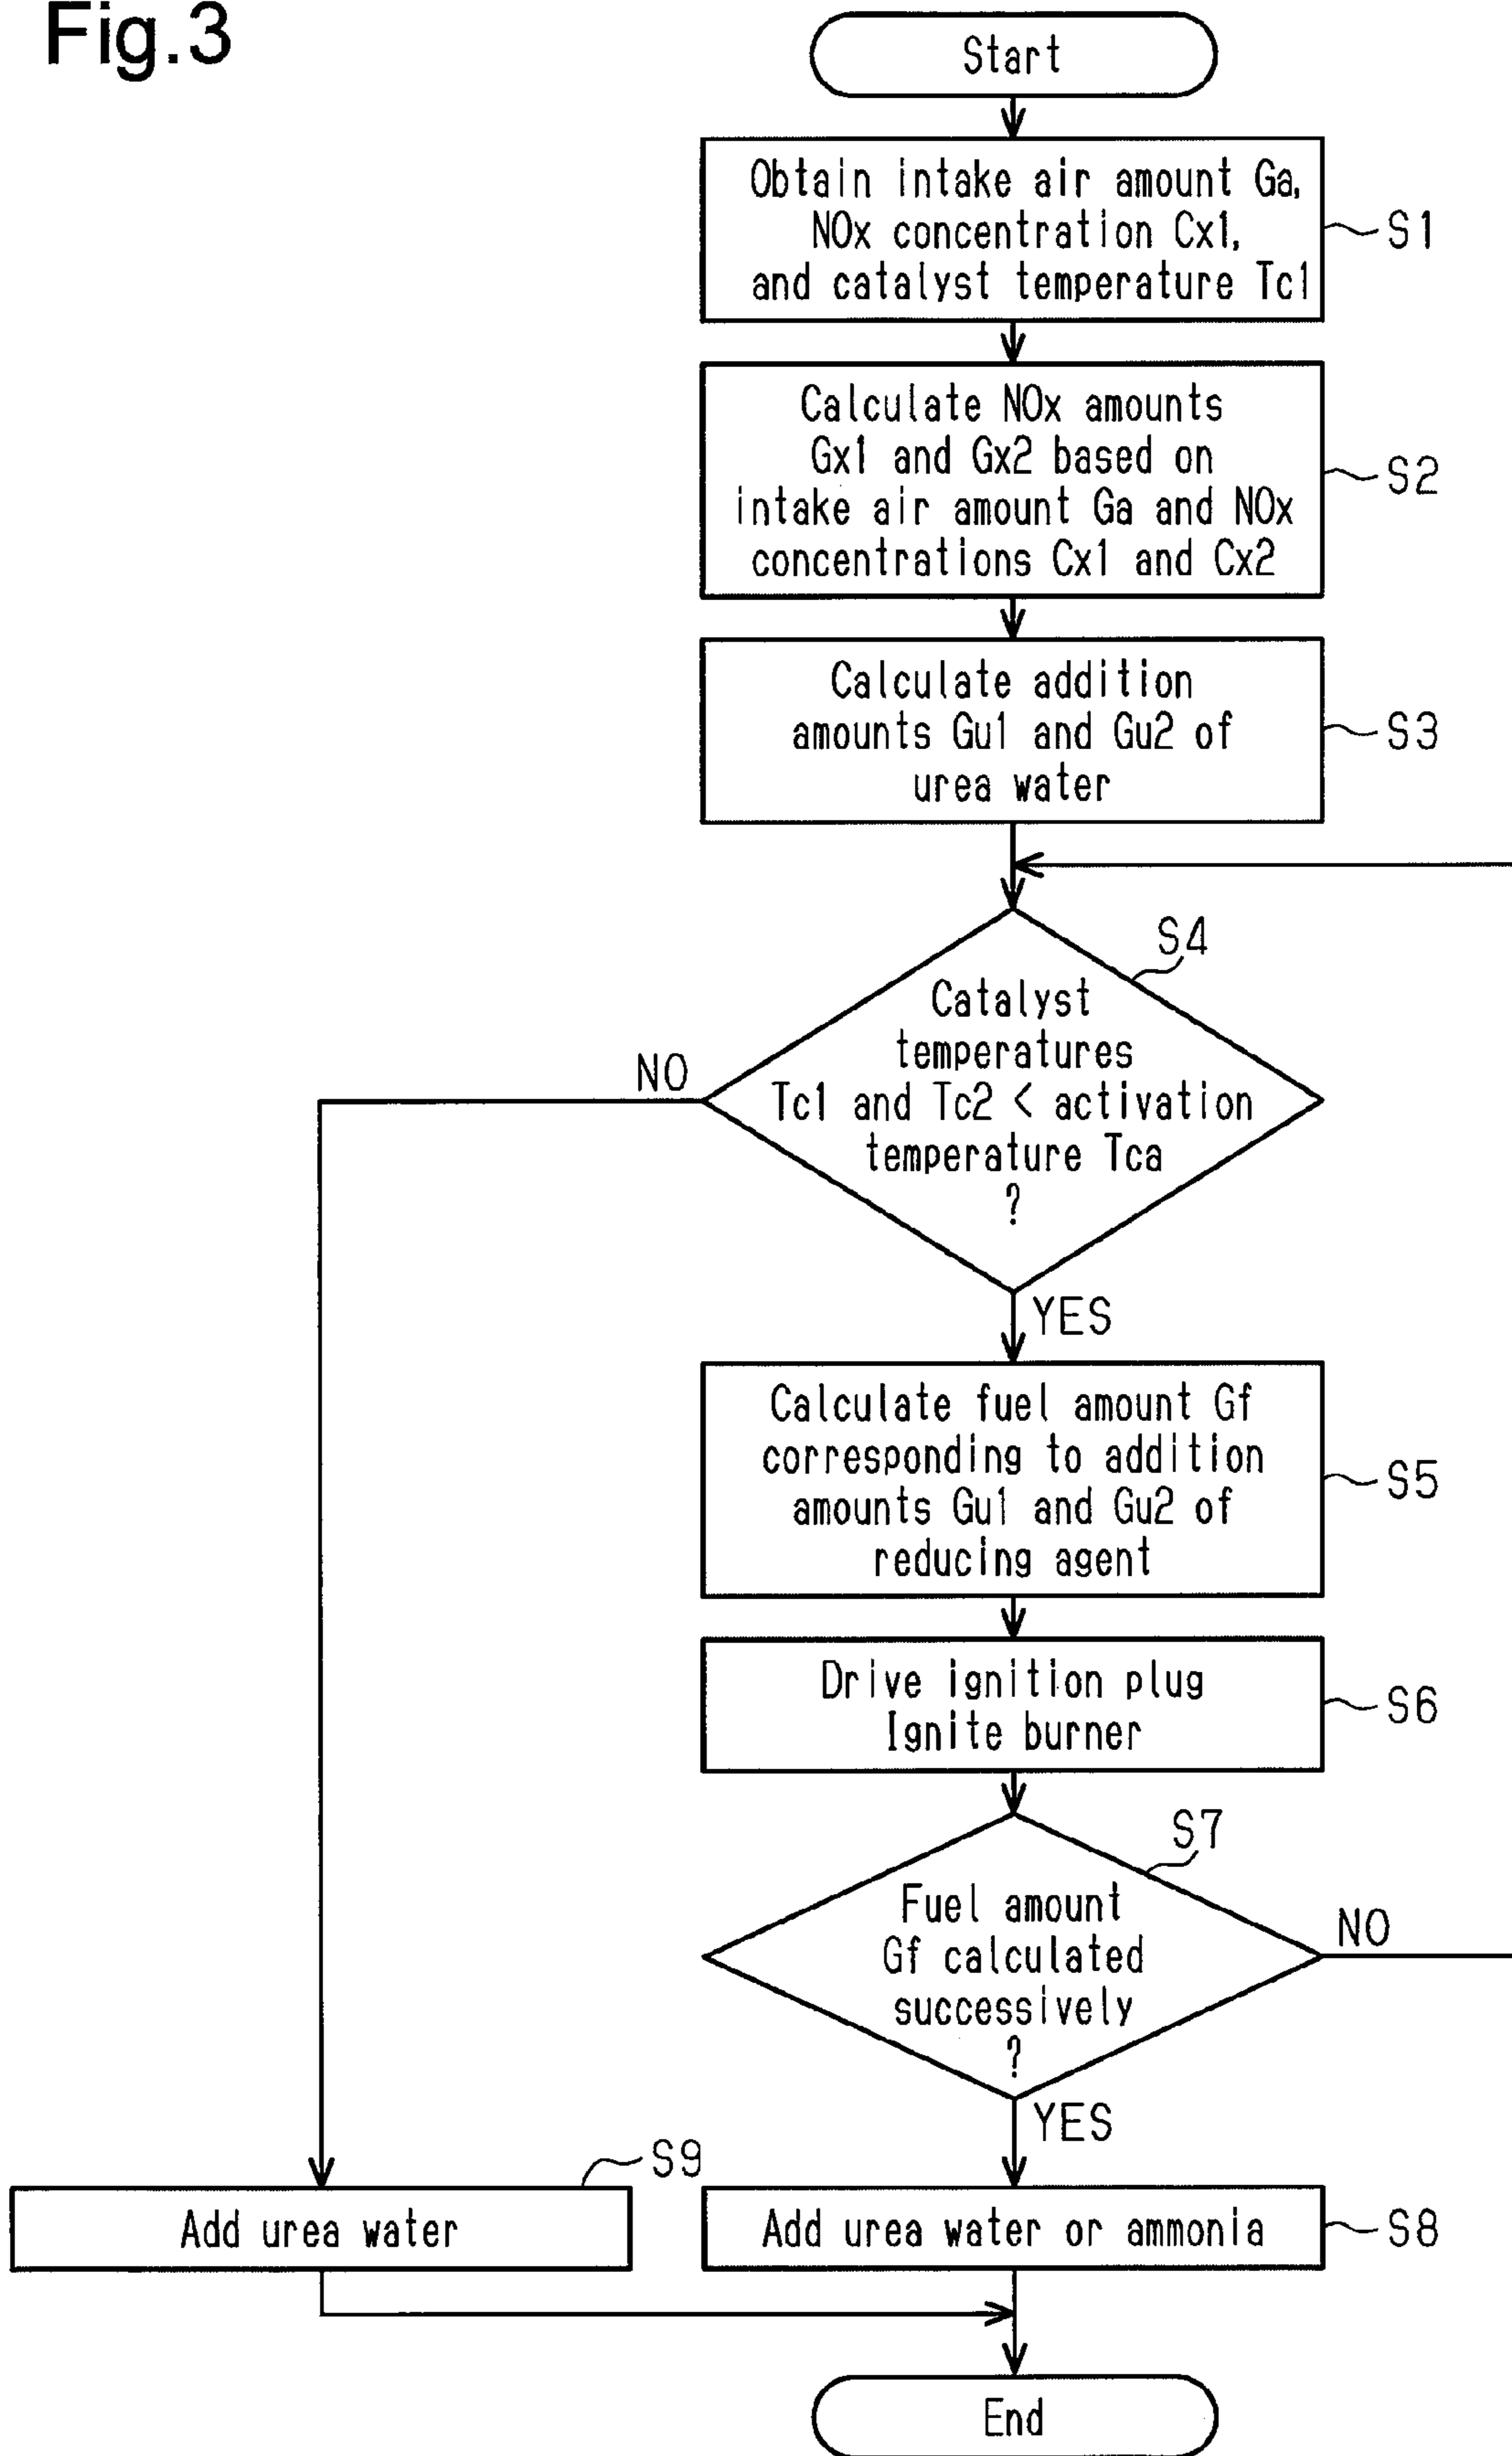 Fig.3
Start
Obtain intake air amount Ga,
NOx concentration Cx1,
and catalyst temperature Tc1
S1
Calculate NOx amounts
Gx1 and Gx2 based on
intake air amount Ga and NOx
concentrations Cx1 and Cx2
S2
Calculate addition
amounts Gu1 and Gu2 of
urea water
S3
S4
Catalyst
temperatures
Tc1 and Tc2 < activation
temperature Tca
?
NO
YES
Calculate fuel amount Gf
corresponding to addition
amounts Gu1 and Gu2 of
reducing agent
S5
Drive ignition plug
Ignite burner
S6
S7
Fuel amount
Gf calculated
successively
?
NO
YES
S9
Add urea water
Add urea water or ammonia
S8
End